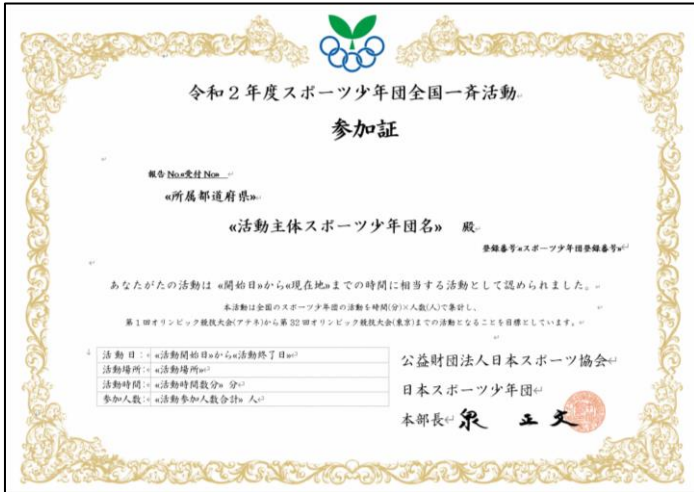 令和２年度スポーツ少年団全国一斉活動
参加証
報告 No.«受付 No»
«所属都道府県»
«活動主体スポーツ少年団名» 殿
登録番号«スポーツ少年団登録番号»
あなたがたの活動は «開始日»から«現在地»までの時間に相当する活動として認められました。
本活動は全国のスポーツ少年団の活動を時間(分)×人数(人)で集計し、
第１回オリンピック競技大会(アテネ)から第 32 回オリンピック競技大会(東京)までの活動となることを目標としています。
活 動 日： «活動開始日»から«活動終了日»
活動場所： «活動場所»
活動時間： «活動時間数分» 分
参加人数： «活動参加人数合計» 人
公益財団法人日本スポーツ協会
日本スポーツ少年団
本部長 泉 正文